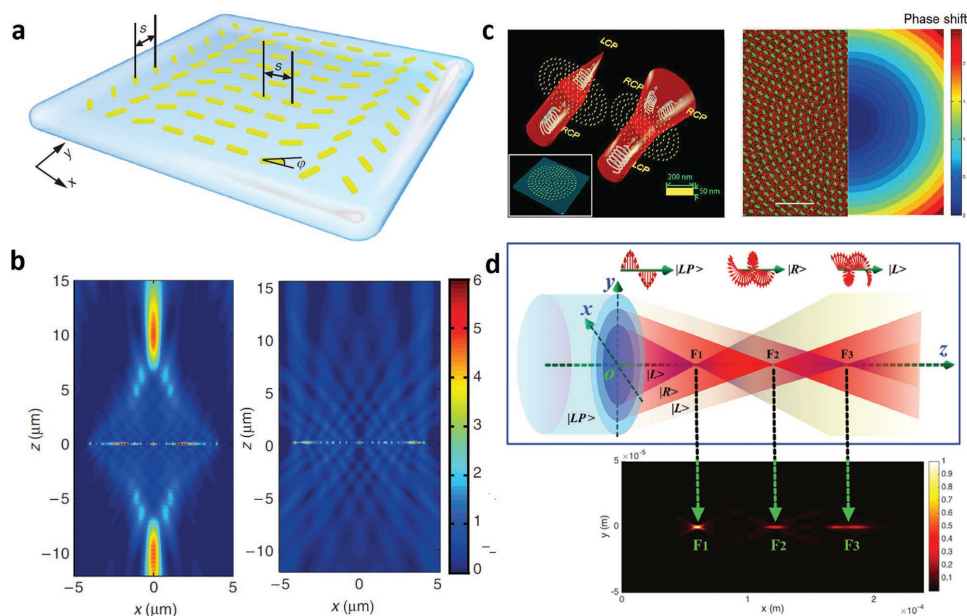 a
s
s
y
x
φ
b
15
10
5
0
−5
−10
z (μm)
−5
0
5
x (μm)
−5
0
5
x (μm)
15
10
5
0
−5
−10
6
5
4
3
2
1
0
c
LCP
RCP
RCP
RCP
RCP
LCP
200 nm
50 nm
Phase shift
d
|LP>
|R>
|L>
y
x
o
z
F1
F2
F3
|L>
|R>
|L>
|LP>
×10⁻⁵
5
0
-5
y (m)
F1
F2
F3
0
1
2
x (m)
×10⁻⁴
1
0.9
0.8
0.7
0.6
0.5
0.4
0.3
0.2
0.1